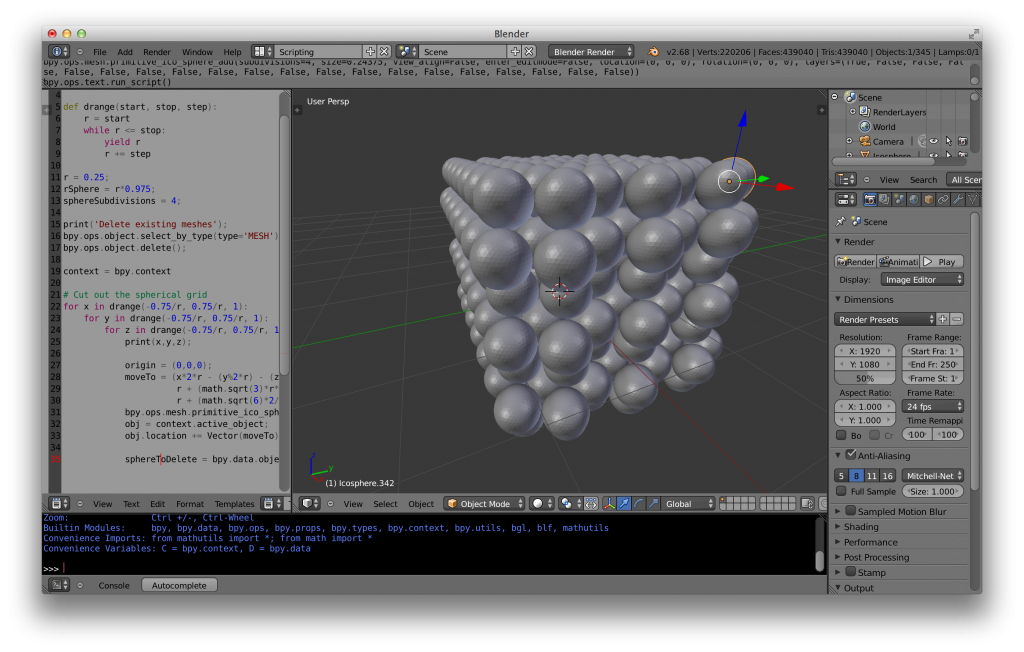 Blender
File Add Render Window Help Scripting Scene Blender Render v2.68 | Verts:220206 | Faces:439040 | Tris:439040 | Objects:1/345 | Lamps:0/1
bpy.ops.mesh.primitive_ico_sphere_add(subdivisions=4, size=0.24375, view_align=False, enter_editmode=False, location=(0, 0, 0), rotation=(0, 0, 0), layers=(True, False, False, Fal
se, False, False, False, False, False, False, False, False, False, False, False, False, False, False, False, False))
bpy.ops.text.run_script()
4
5 def drange(start, stop, step):
6 r = start
7 while r <= stop:
8 yield r
9 r += step
10
11 r = 0.25;
12 rSphere = r*0.975;
13 sphereSubdivisions = 4;
14
15 print('Delete existing meshes');
16 bpy.ops.object.select_by_type(type='MESH')
17 bpy.ops.object.delete();
18
19 context = bpy.context
20
21 # Cut out the spherical grid
22 for x in drange(-0.75/r, 0.75/r, 1):
23 for y in drange(-0.75/r, 0.75/r, 1):
24 for z in drange(-0.75/r, 0.75/r, 1
25 print(x,y,z);
26
27 origin = (0,0,0);
28 moveTo = (x*2*r - (y%2*r) - (z
29 r + (math.sqrt(3)*r*
30 r + (math.sqrt(6)*2/
31 bpy.ops.mesh.primitive_ico_sph
32 obj = context.active_object;
33 obj.location += Vector(moveTo)
34
sphereToDelete = bpy.data.obje
View Text Edit Format Templates
User Persp
z
y
(1) Icosphere.342
View Select Object Object Mode Global
Scene
RenderLayers
World
Camera
Icosphere
View Search All Scen
Scene
Render
Render Animati Play
Display: Image Editor
Dimensions
Render Presets
Resolution: Frame Range:
X: 1920 Start Fra: 1
Y: 1080 End Fr: 250
50% Frame St: 1
Aspect Ratio: Frame Rate:
X: 1.000 24 fps
Y: 1.000 Time Remappi
Bo Cr 100 100
Anti-Aliasing
5 8 11 16 Mitchell-Net
Full Sample Size: 1.000
Sampled Motion Blur
Shading
Performance
Post Processing
Stamp
Output
Zoom: Ctrl +/-, Ctrl-Wheel
Builtin Modules: bpy, bpy.data, bpy.ops, bpy.props, bpy.types, bpy.context, bpy.utils, bgl, blf, mathutils
Convenience Imports: from mathutils import *; from math import *
Convenience Variables: C = bpy.context, D = bpy.data
>>>
Console Autocomplete